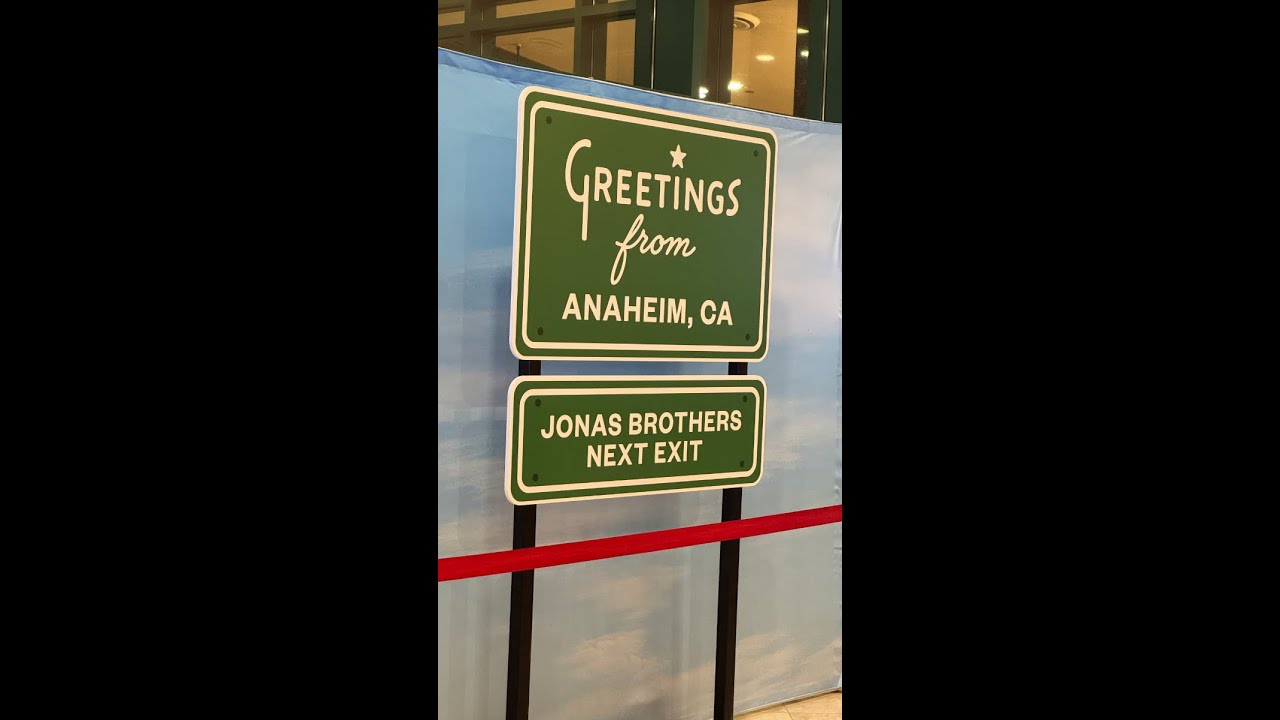 GREETINGS
from
ANAHEIM, CA
JONAS BROTHERS
NEXT EXIT